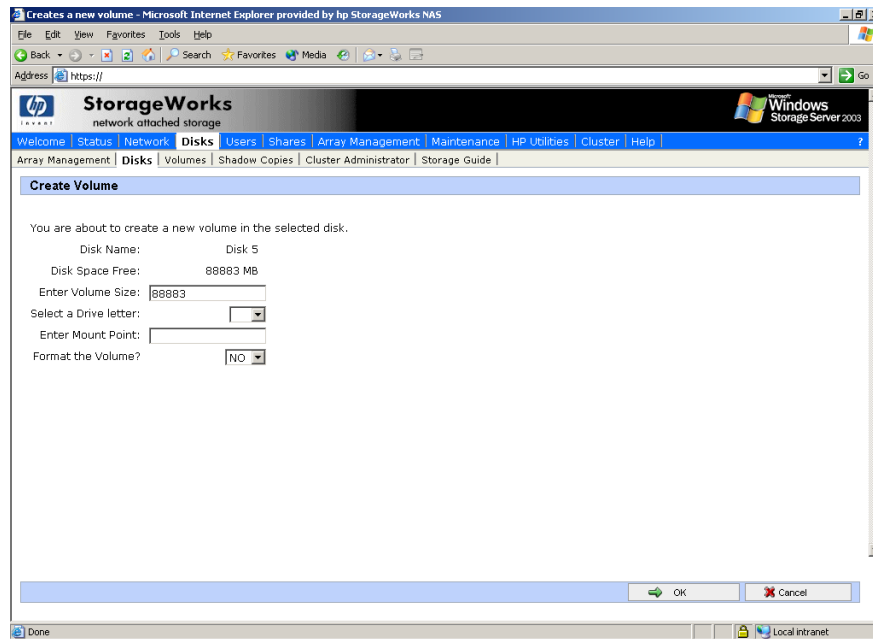 Creates a new volume - Microsoft Internet Explorer provided by hp StorageWorks NAS
File Edit View Favorites Tools Help
Back Search Favorites Media
Address https:// Go
hp invent StorageWorks network attached storage Microsoft Windows Storage Server 2003
Welcome Status Network Disks Users Shares Array Management Maintenance HP Utilities Cluster Help ?
Array Management Disks Volumes Shadow Copies Cluster Administrator Storage Guide
Create Volume
You are about to create a new volume in the selected disk.
Disk Name: Disk 5
Disk Space Free: 88883 MB
Enter Volume Size: 88883
Select a Drive letter:
Enter Mount Point:
Format the Volume? NO
OK Cancel
Done Local intranet